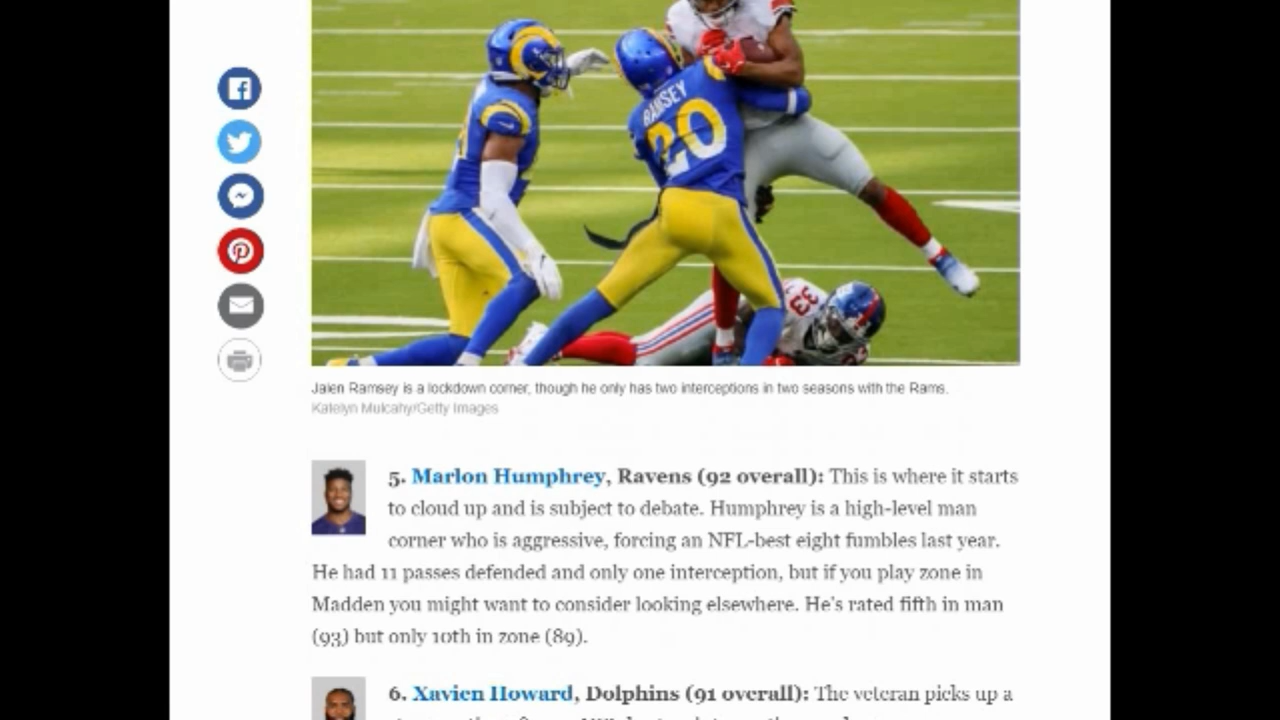 RAMSEY
20
33
Jalen Ramsey is a lockdown corner, though he only has two interceptions in two seasons with the Rams.
Katelyn Mulcahy/Getty Images
5. Marlon Humphrey, Ravens (92 overall): This is where it starts
to cloud up and is subject to debate. Humphrey is a high-level man
corner who is aggressive, forcing an NFL-best eight fumbles last year.
He had 11 passes defended and only one interception, but if you play zone in
Madden you might want to consider looking elsewhere. He's rated fifth in man
(93) but only 10th in zone (89).
6. Xavien Howard, Dolphins (91 overall): The veteran picks up a